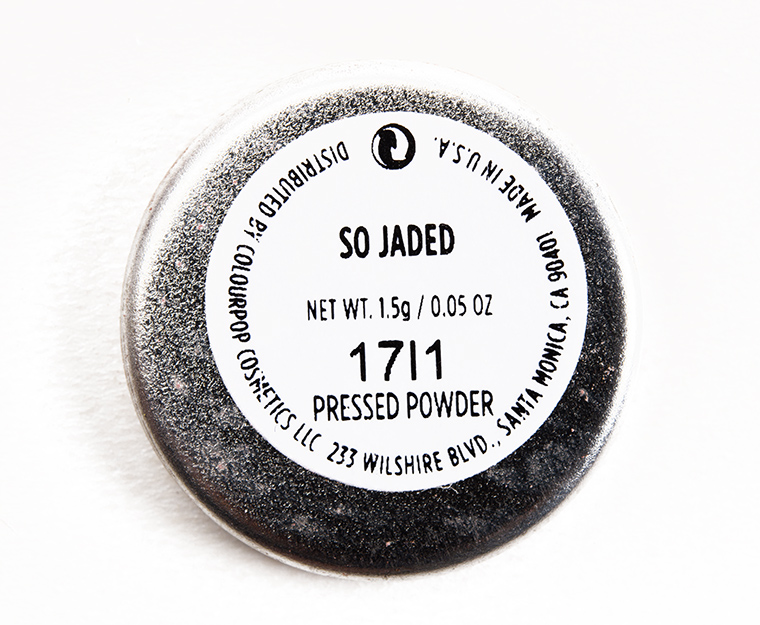 SO JADED
NET WT. 1.5g / 0.05 OZ
1711
PRESSED POWDER
DISTRIBUTED BY COLOURPOP COSMETICS LLC 233 WILSHIRE BLVD., SANTA MONICA, CA 90401 MADE IN U.S.A.